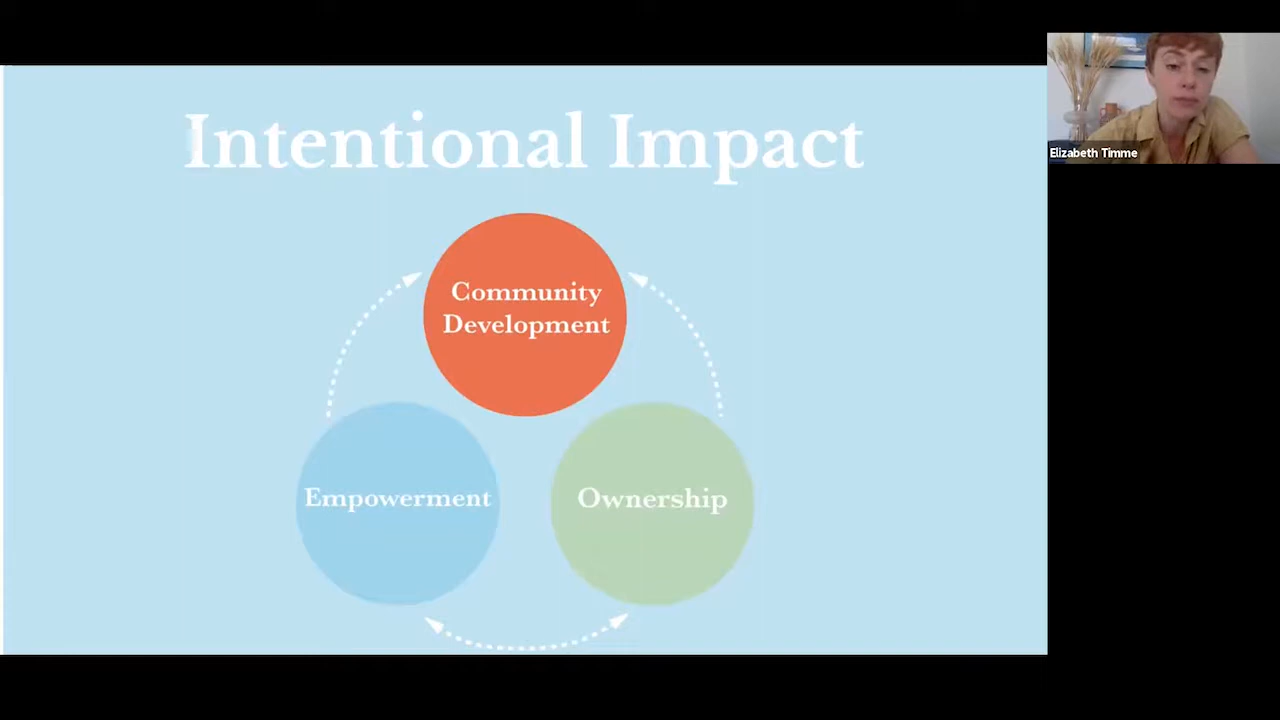 Intentional Impact
Community
Development
Empowerment
Ownership
Elizabeth Timme